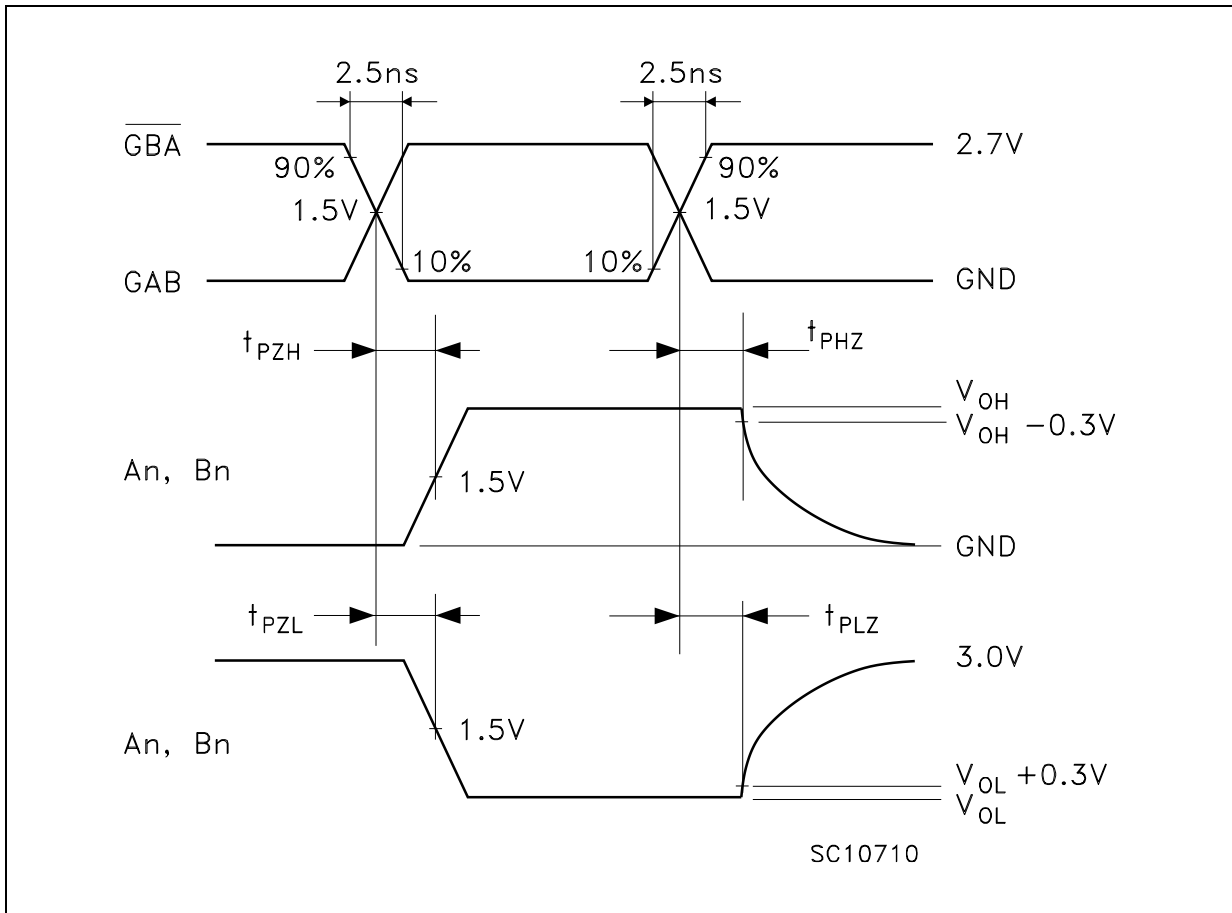 2.5ns 2.5ns
GBA 2.7V
90% 90%
1.5V 1.5V
10% 10%
GAB GND
tPZH tPHZ
VOH
VOH -0.3V
An, Bn 1.5V
GND
tPZL tPLZ
3.0V
1.5V
An, Bn
VOL +0.3V
VOL
SC10710